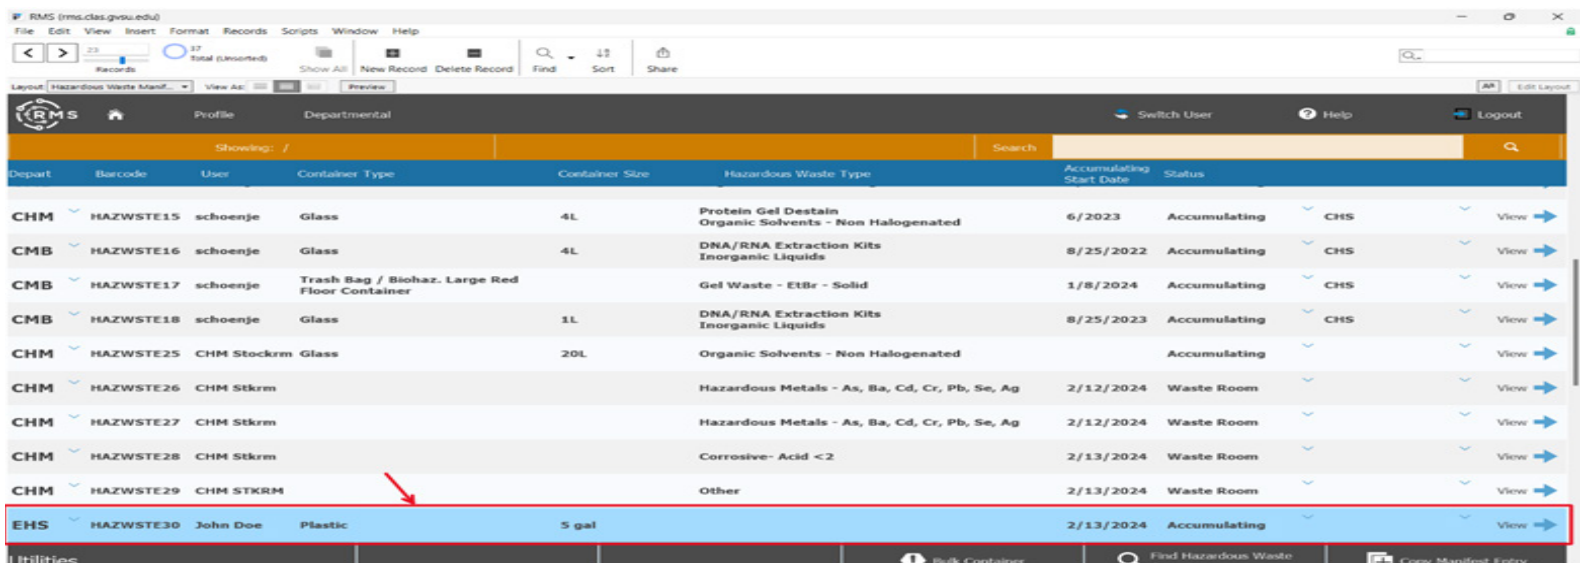 RMS (rms.clas.gvsu.edu)
File Edit View Insert Format Records Scripts Window Help
23 37
Total (Unsorted)
Records Show All New Record Delete Record Find Sort Share
Layout: Hazardous Waste Manif... View As: Preview Edit Layout
RMS Profile Departmental Switch User Help Logout
Showing: / Search
Depart Barcode User Container Type Container Size Hazardous Waste Type Accumulating Start Date Status
CHM HAZWSTE15 schoenje Glass 4L Protein Gel Destain 6/2023 Accumulating CHS View
Organic Solvents - Non Halogenated
CMB HAZWSTE16 schoenje Glass 4L DNA/RNA Extraction Kits 8/25/2022 Accumulating CHS View
Inorganic Liquids
CMB HAZWSTE17 schoenje Trash Bag / Biohaz. Large Red Gel Waste - EtBr - Solid 1/8/2024 Accumulating CHS View
Floor Container
CMB HAZWSTE18 schoenje Glass 1L DNA/RNA Extraction Kits 8/25/2023 Accumulating CHS View
Inorganic Liquids
CHM HAZWSTE25 CHM Stockrm Glass 20L Organic Solvents - Non Halogenated Accumulating View
CHM HAZWSTE26 CHM Stkrm Hazardous Metals - As, Ba, Cd, Cr, Pb, Se, Ag 2/12/2024 Waste Room View
CHM HAZWSTE27 CHM Stkrm Hazardous Metals - As, Ba, Cd, Cr, Pb, Se, Ag 2/12/2024 Waste Room View
CHM HAZWSTE28 CHM Stkrm Corrosive- Acid <2 2/13/2024 Waste Room View
CHM HAZWSTE29 CHM STKRM Other 2/13/2024 Waste Room View
EHS HAZWSTE30 John Doe Plastic 5 gal 2/13/2024 Accumulating View
Utilities Bulk Container Find Hazardous Waste Copy Manifest Entry